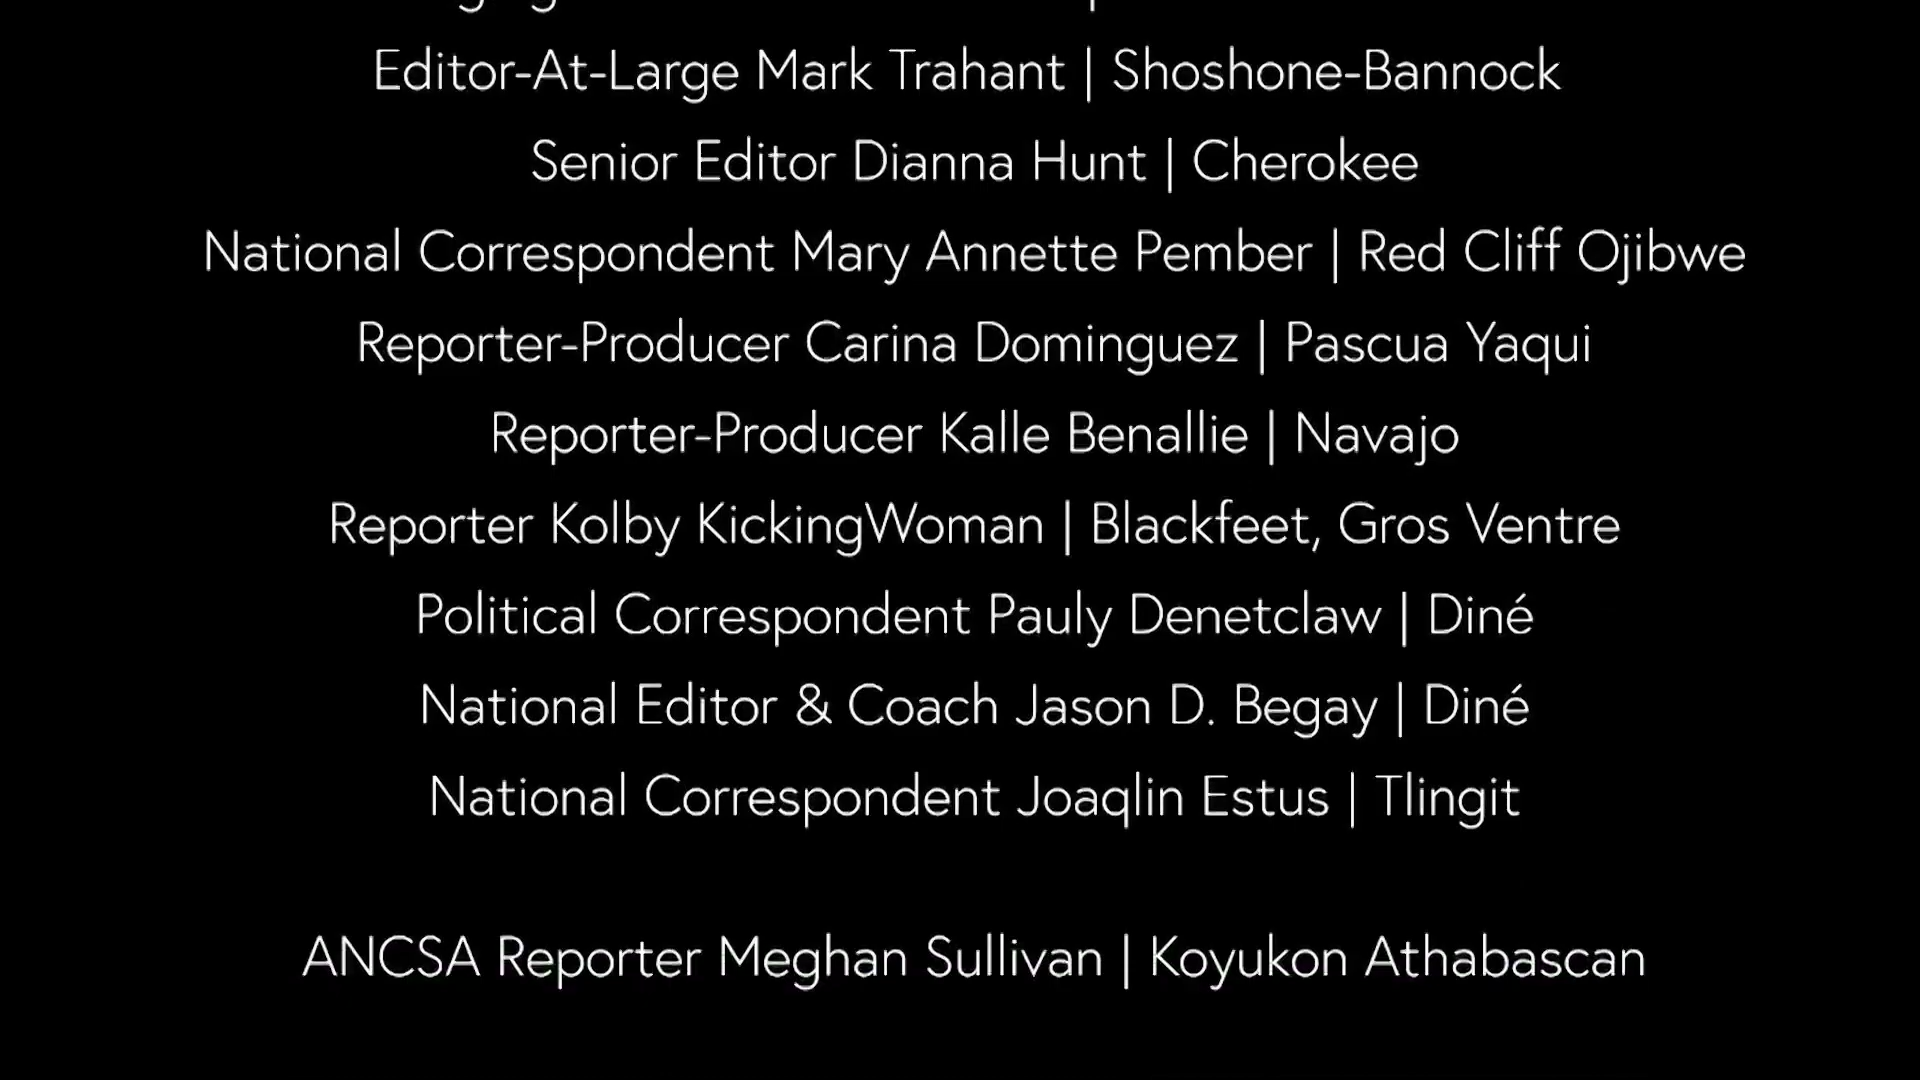 Editor-At-Large Mark Trahant | Shoshone-Bannock
Senior Editor Dianna Hunt | Cherokee
National Correspondent Mary Annette Pember | Red Cliff Ojibwe
Reporter-Producer Carina Dominguez | Pascua Yaqui
Reporter-Producer Kalle Benallie | Navajo
Reporter Kolby KickingWoman | Blackfeet, Gros Ventre
Political Correspondent Pauly Denetclaw | Diné
National Editor & Coach Jason D. Begay | Diné
National Correspondent Joaqlin Estus | Tlingit
ANCSA Reporter Meghan Sullivan | Koyukon Athabascan